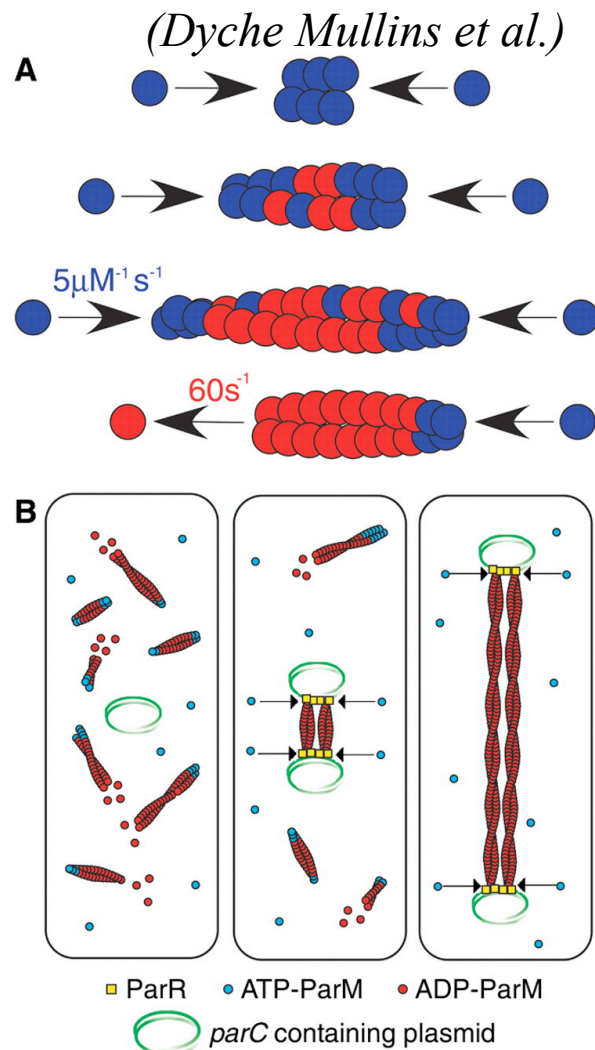 (Dyche Mullins et al.)
A
5μM⁻¹ s⁻¹
60s⁻¹
B
ParR ATP-ParM ADP-ParM
parC containing plasmid